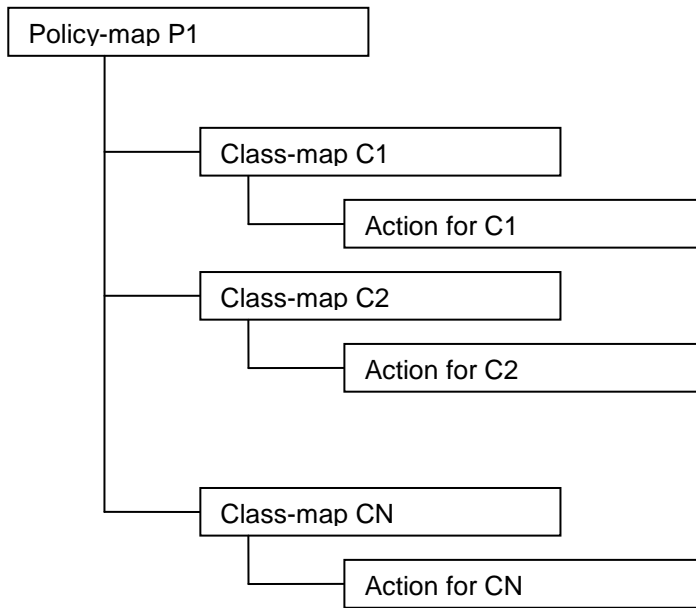 Policy-map P1
Class-map C1
Action for C1
Class-map C2
Action for C2
Class-map CN
Action for CN